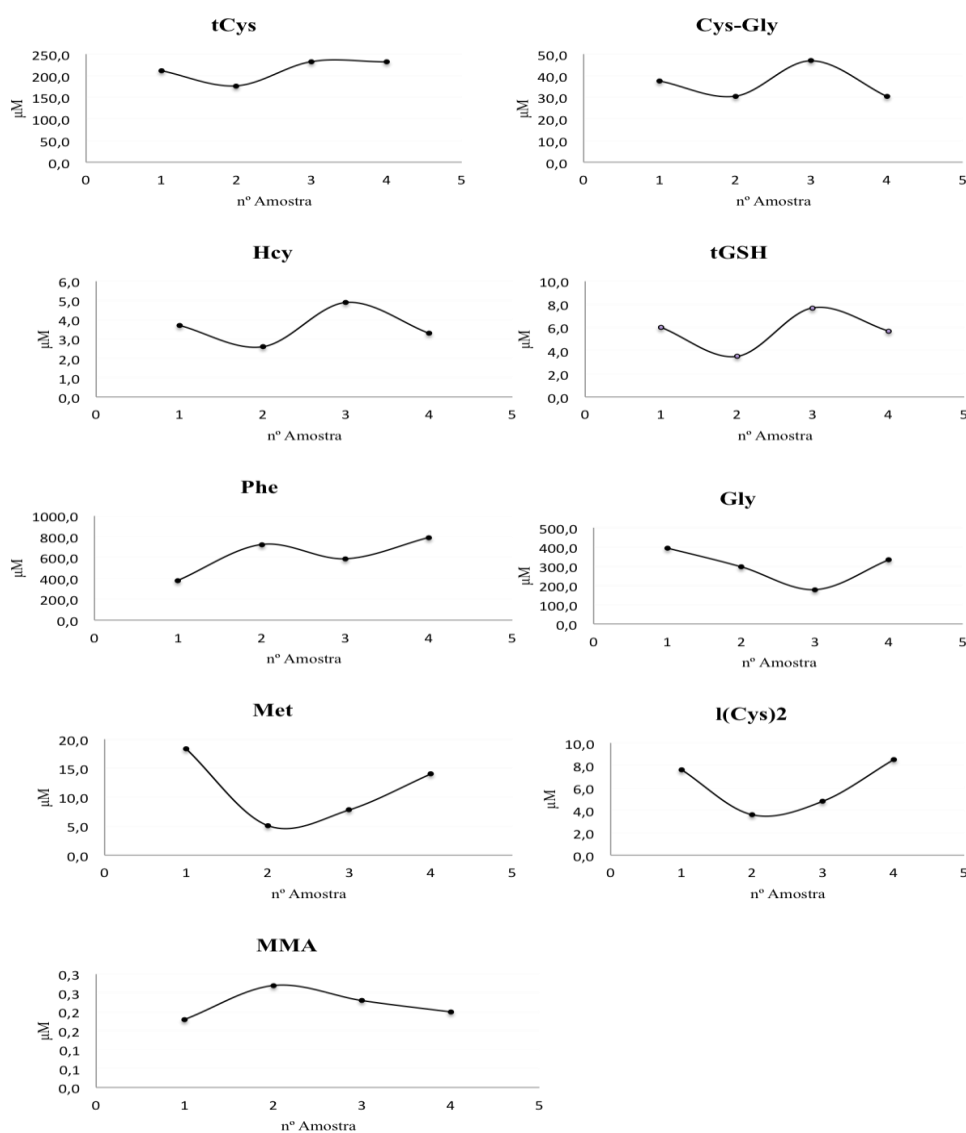 tCys
250,0
200,0
150,0
100,0
50,0
0,0
µM
0 1 2 3 4 5
nº Amostra
Cys-Gly
50,0
40,0
30,0
20,0
10,0
0,0
µM
0 1 2 3 4 5
nº Amostra
Hcy
6,0
5,0
4,0
3,0
2,0
1,0
0,0
µM
0 1 2 3 4 5
nº Amostra
tGSH
10,0
8,0
6,0
4,0
2,0
0,0
µM
0 1 2 3 4 5
nº Amostra
Phe
1000,0
800,0
600,0
400,0
200,0
0,0
µM
0 1 2 3 4 5
nº Amostra
Gly
500,0
400,0
300,0
200,0
100,0
0,0
µM
0 1 2 3 4 5
nº Amostra
Met
20,0
15,0
10,0
5,0
0,0
µM
0 1 2 3 4 5
nº Amostra
l(Cys)2
10,0
8,0
6,0
4,0
2,0
0,0
µM
0 1 2 3 4 5
nº Amostra
MMA
0,3
0,3
0,2
0,2
0,1
0,1
0,0
µM
0 1 2 3 4 5
nº Amostra